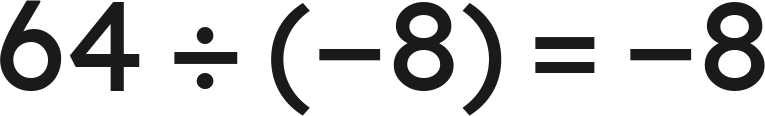 64 ÷ (−8) = −8